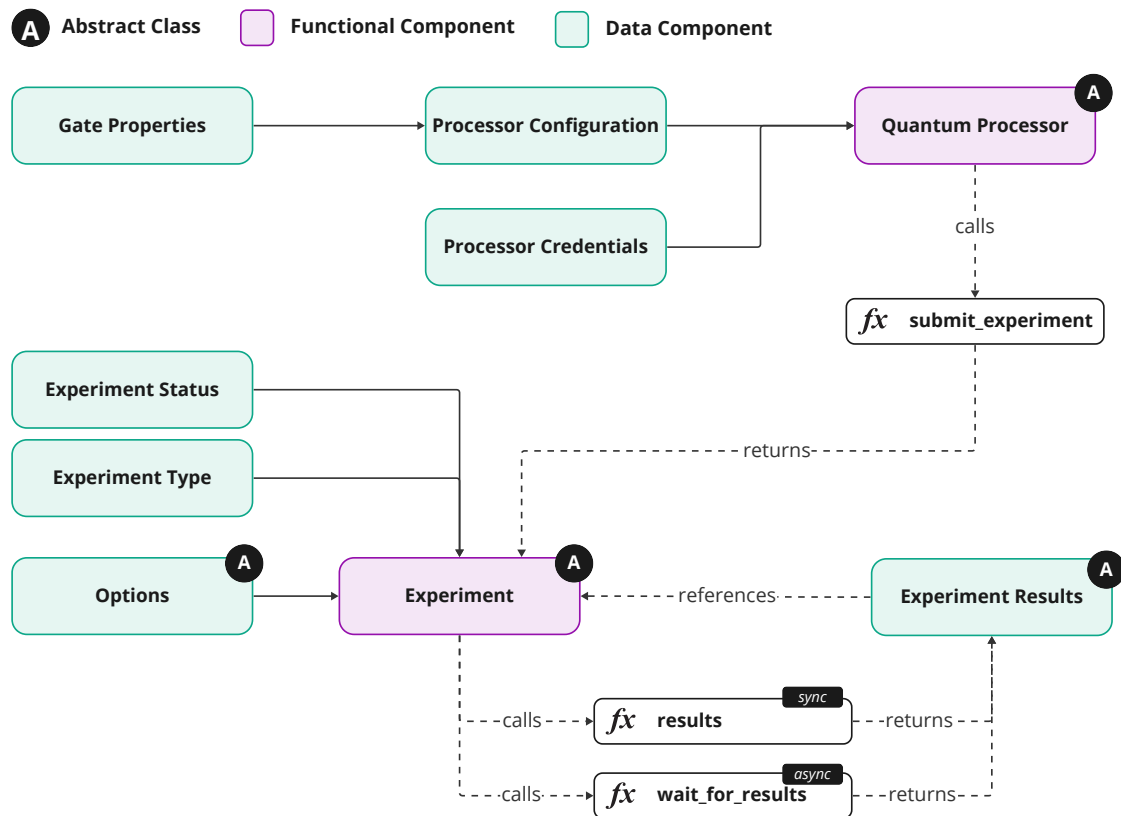 A Abstract Class Functional Component Data Component
A
Gate Properties Processor Configuration Quantum Processor
calls
Processor Credentials
fx submit_experiment
Experiment Status
returns
Experiment Type
A A A
Options Experiment references Experiment Results
sync
calls fx results returns
async
calls fx wait_for_results returns